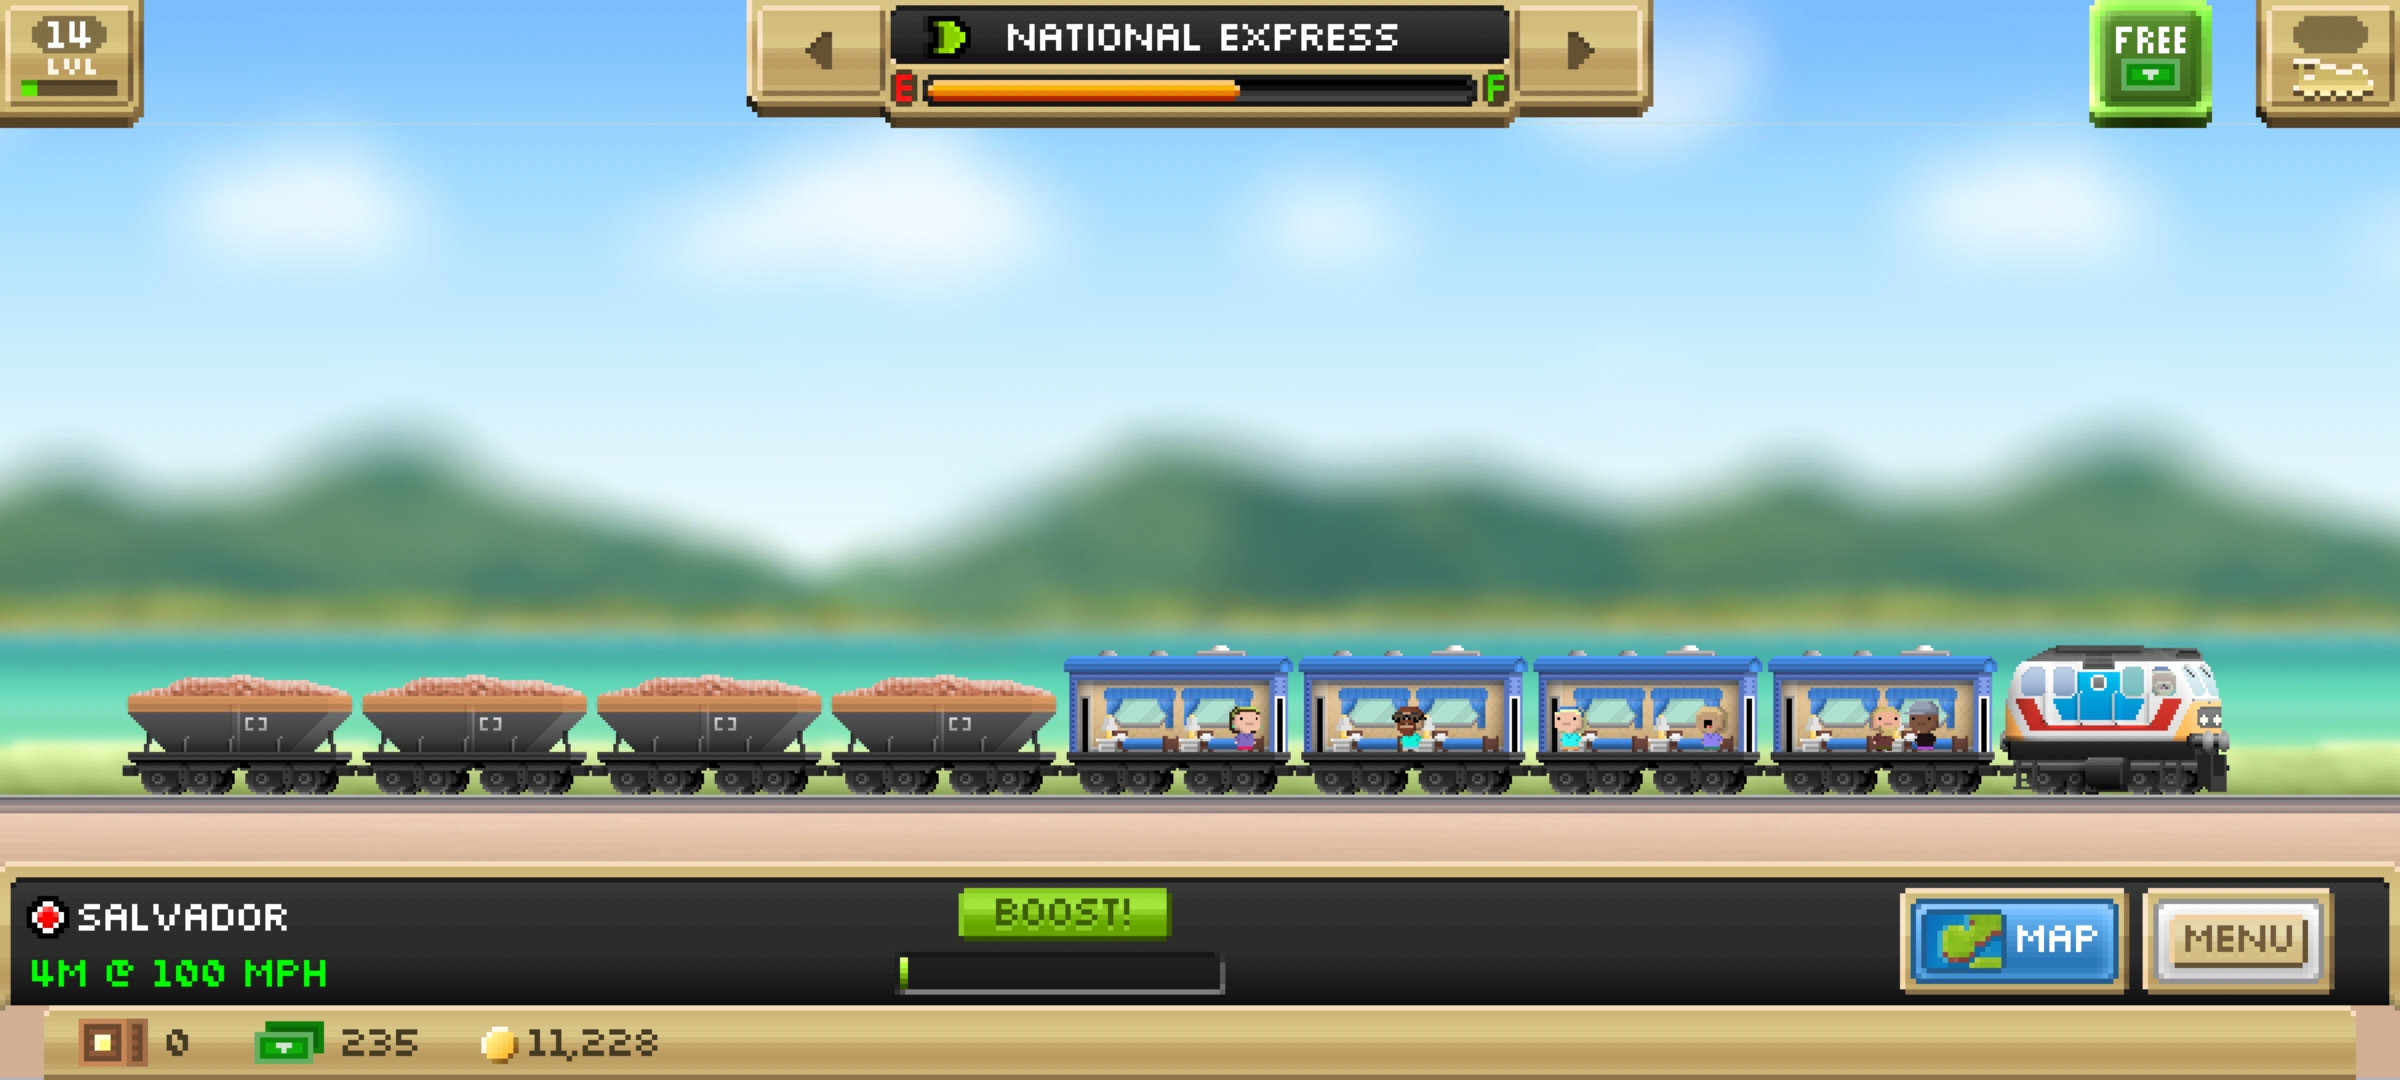 14
LVL
NATIONAL EXPRESS
E F
FREE
SALVADOR
4M @ 100 MPH
BOOST!
MAP
MENU
0 235 11,228